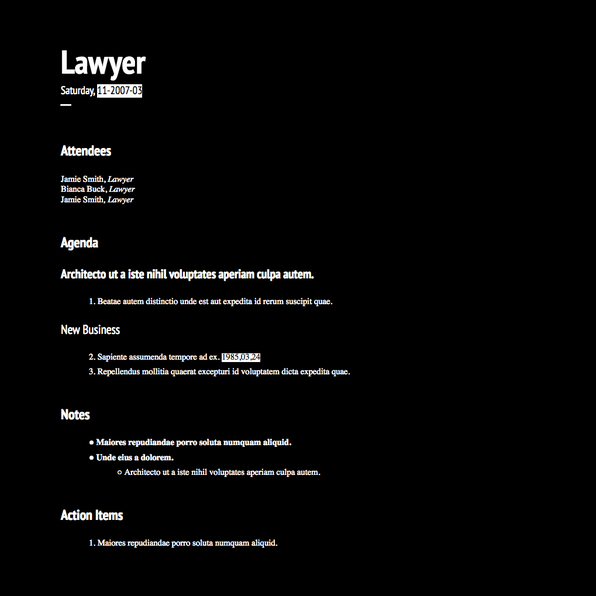 Lawyer
Saturday, 11-2007-03
Attendees
Jamie Smith, Lawyer
Bianca Buck, Lawyer
Jamie Smith, Lawyer
Agenda
Architecto ut a iste nihil voluptates aperiam culpa autem.
1. Beatae autem distinctio unde est aut expedita id rerum suscipit quae.
New Business
2. Sapiente assumenda tempore ad ex. 1985,03,24
3. Repellendus mollitia quaerat excepturi id voluptatem dicta expedita quae.
Notes
● Maiores repudiandae porro soluta numquam aliquid.
● Unde eius a dolorem.
○ Architecto ut a iste nihil voluptates aperiam culpa autem.
Action Items
1. Maiores repudiandae porro soluta numquam aliquid.